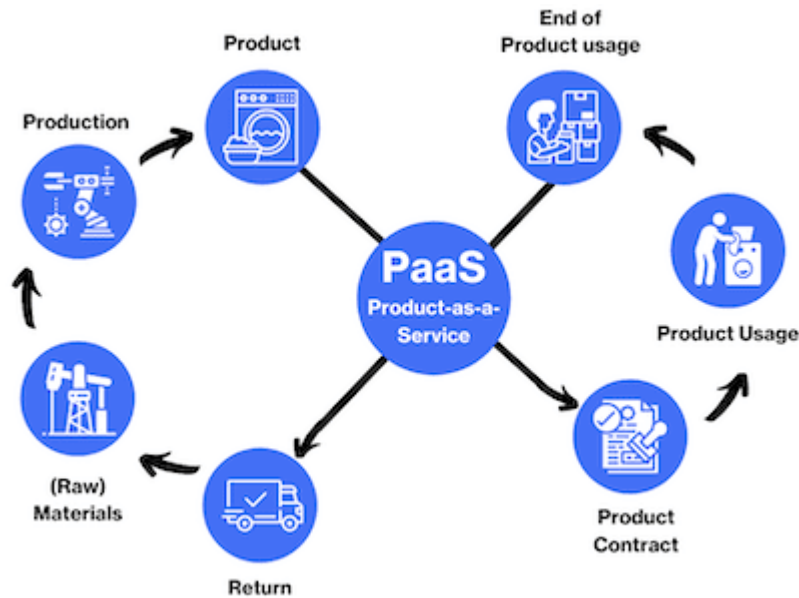 End of
Product usage
Product
Production
PaaS
Product-as-a-
Service
Product Usage
(Raw)
Materials
Product
Contract
Return